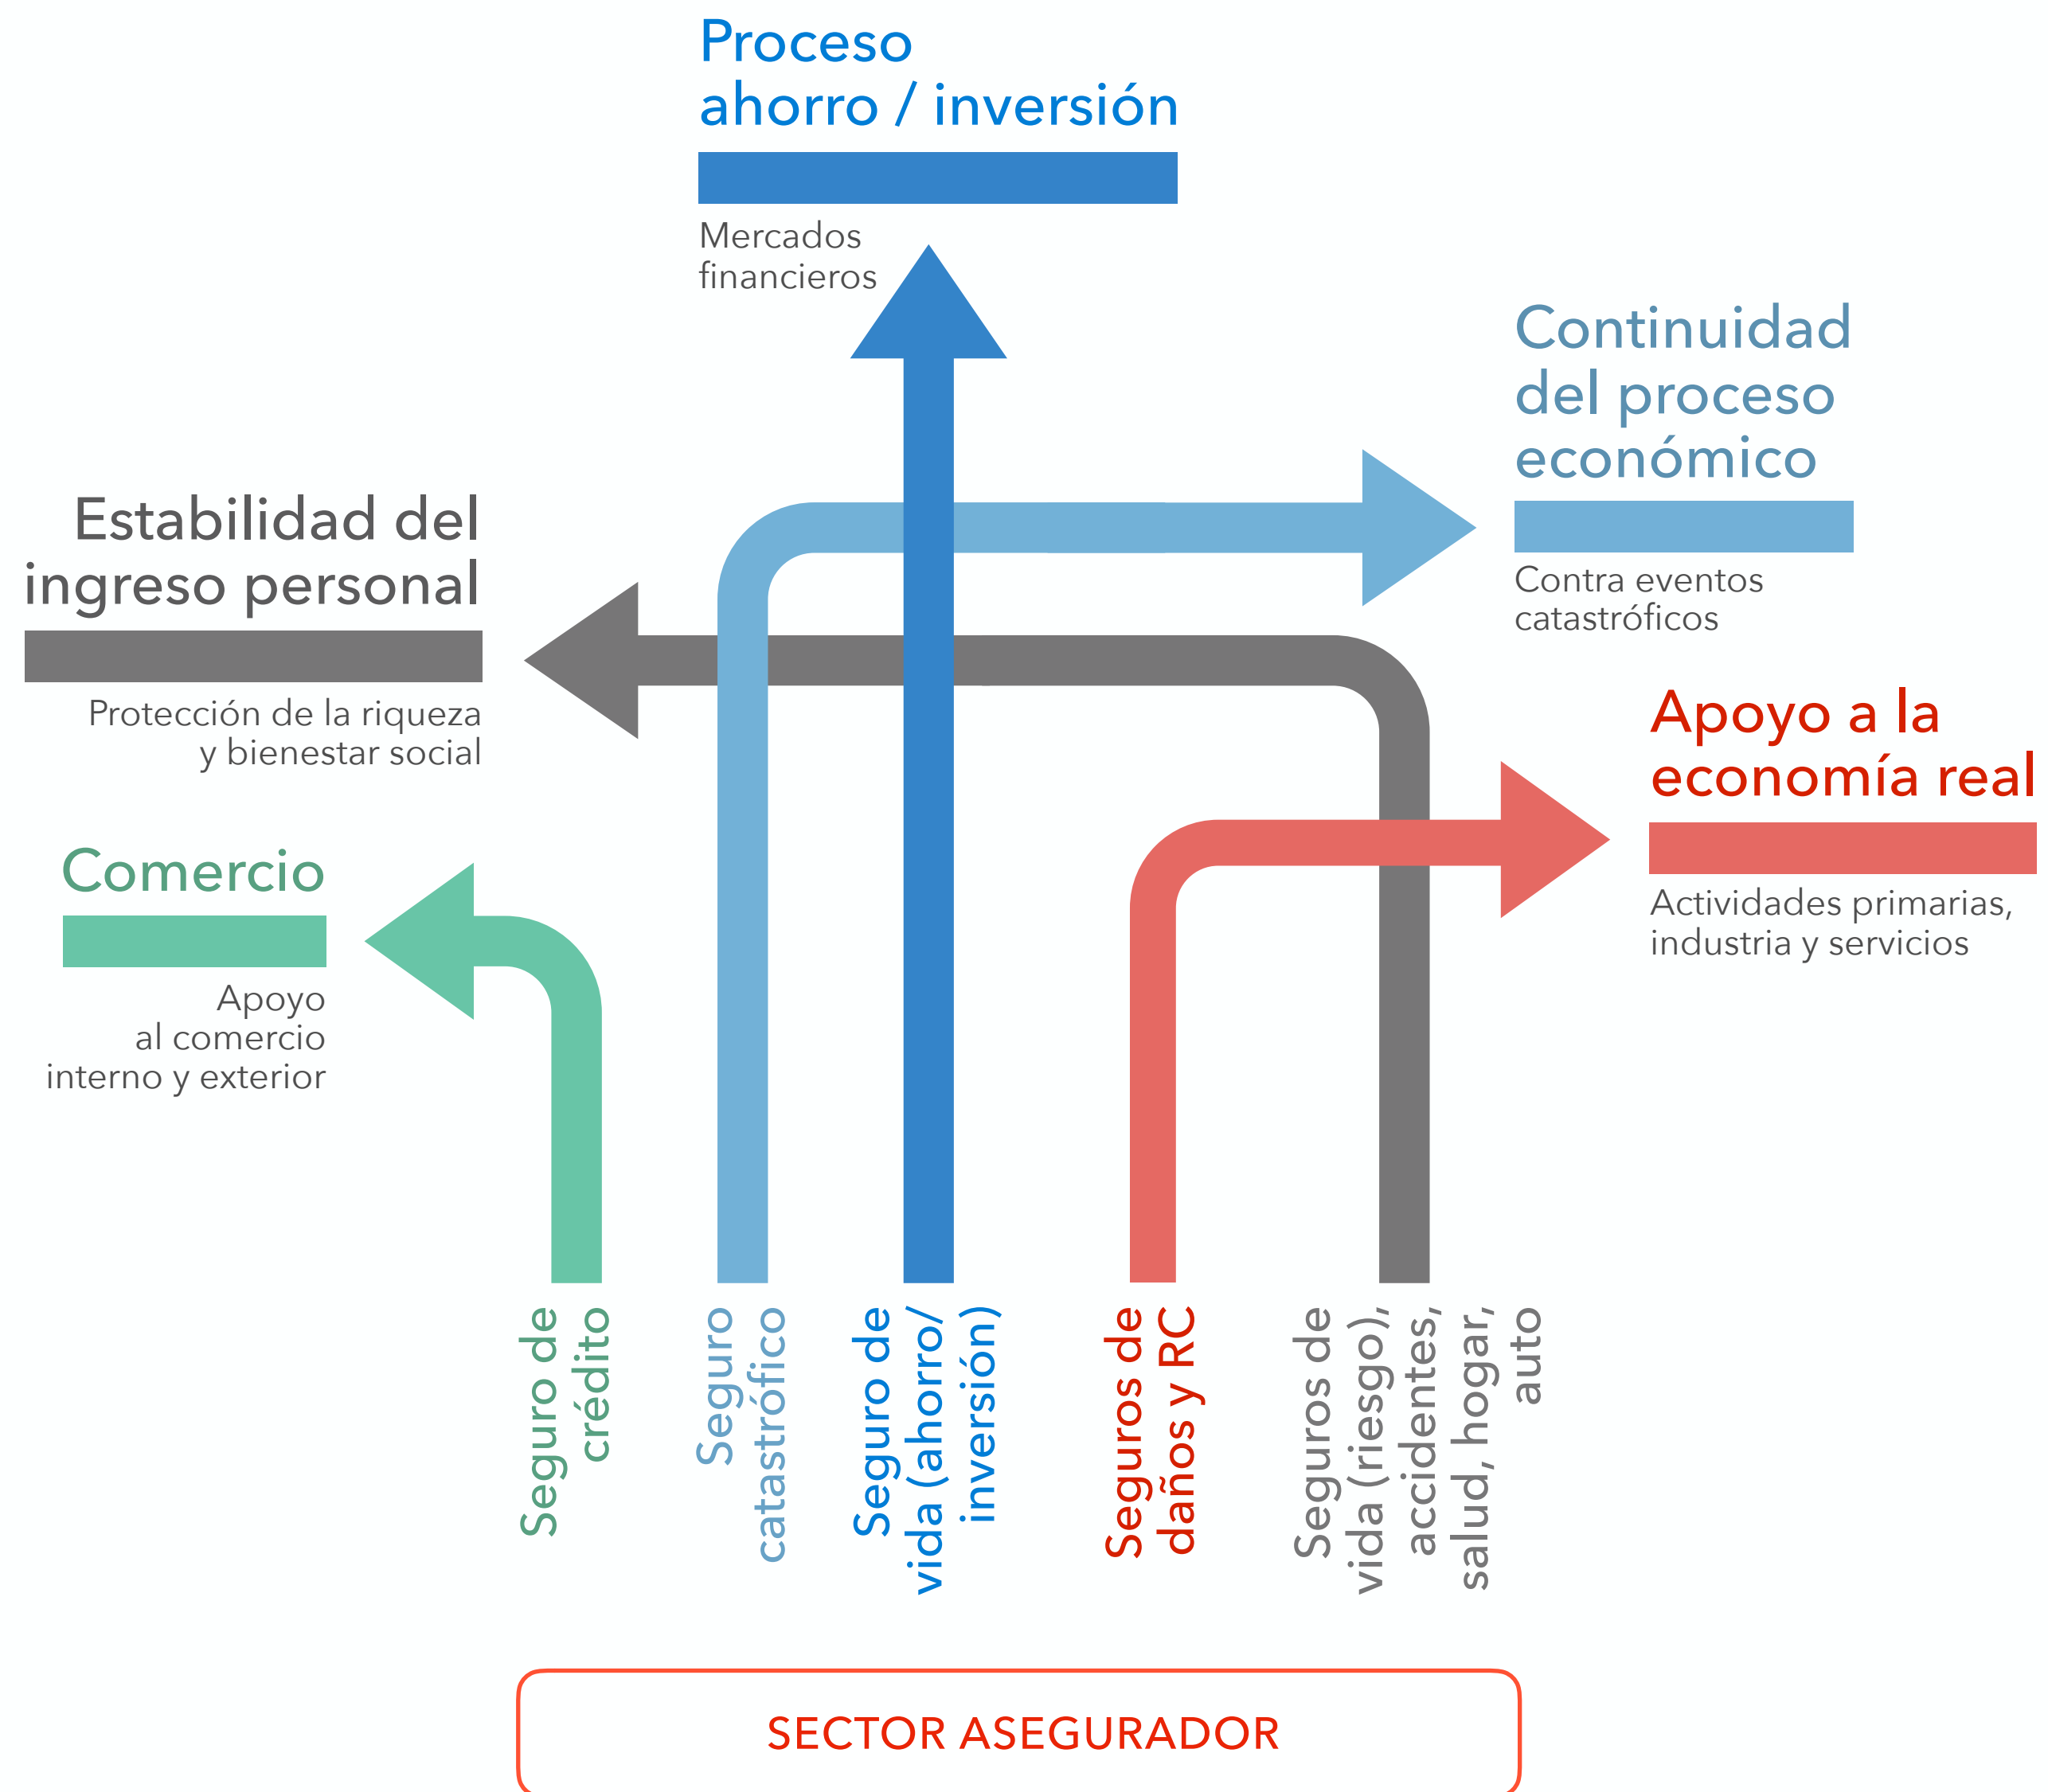 Proceso
ahorro / inversión
Mercados
financieros
Continuidad
del proceso
económico
Contra eventos
catastróficos
Estabilidad del
ingreso personal
Protección de la riqueza
y bienestar social
Apoyo a la
economía real
Actividades primarias,
industria y servicios
Comercio
Apoyo
al comercio
interno y exterior
Seguro de
crédito
Seguro
catastrófico
Seguro de
vida (ahorro/
inversión)
Seguros de
daños y RC
Seguros de
vida (riesgo),
accidentes,
salud, hogar,
auto
SECTOR ASEGURADOR